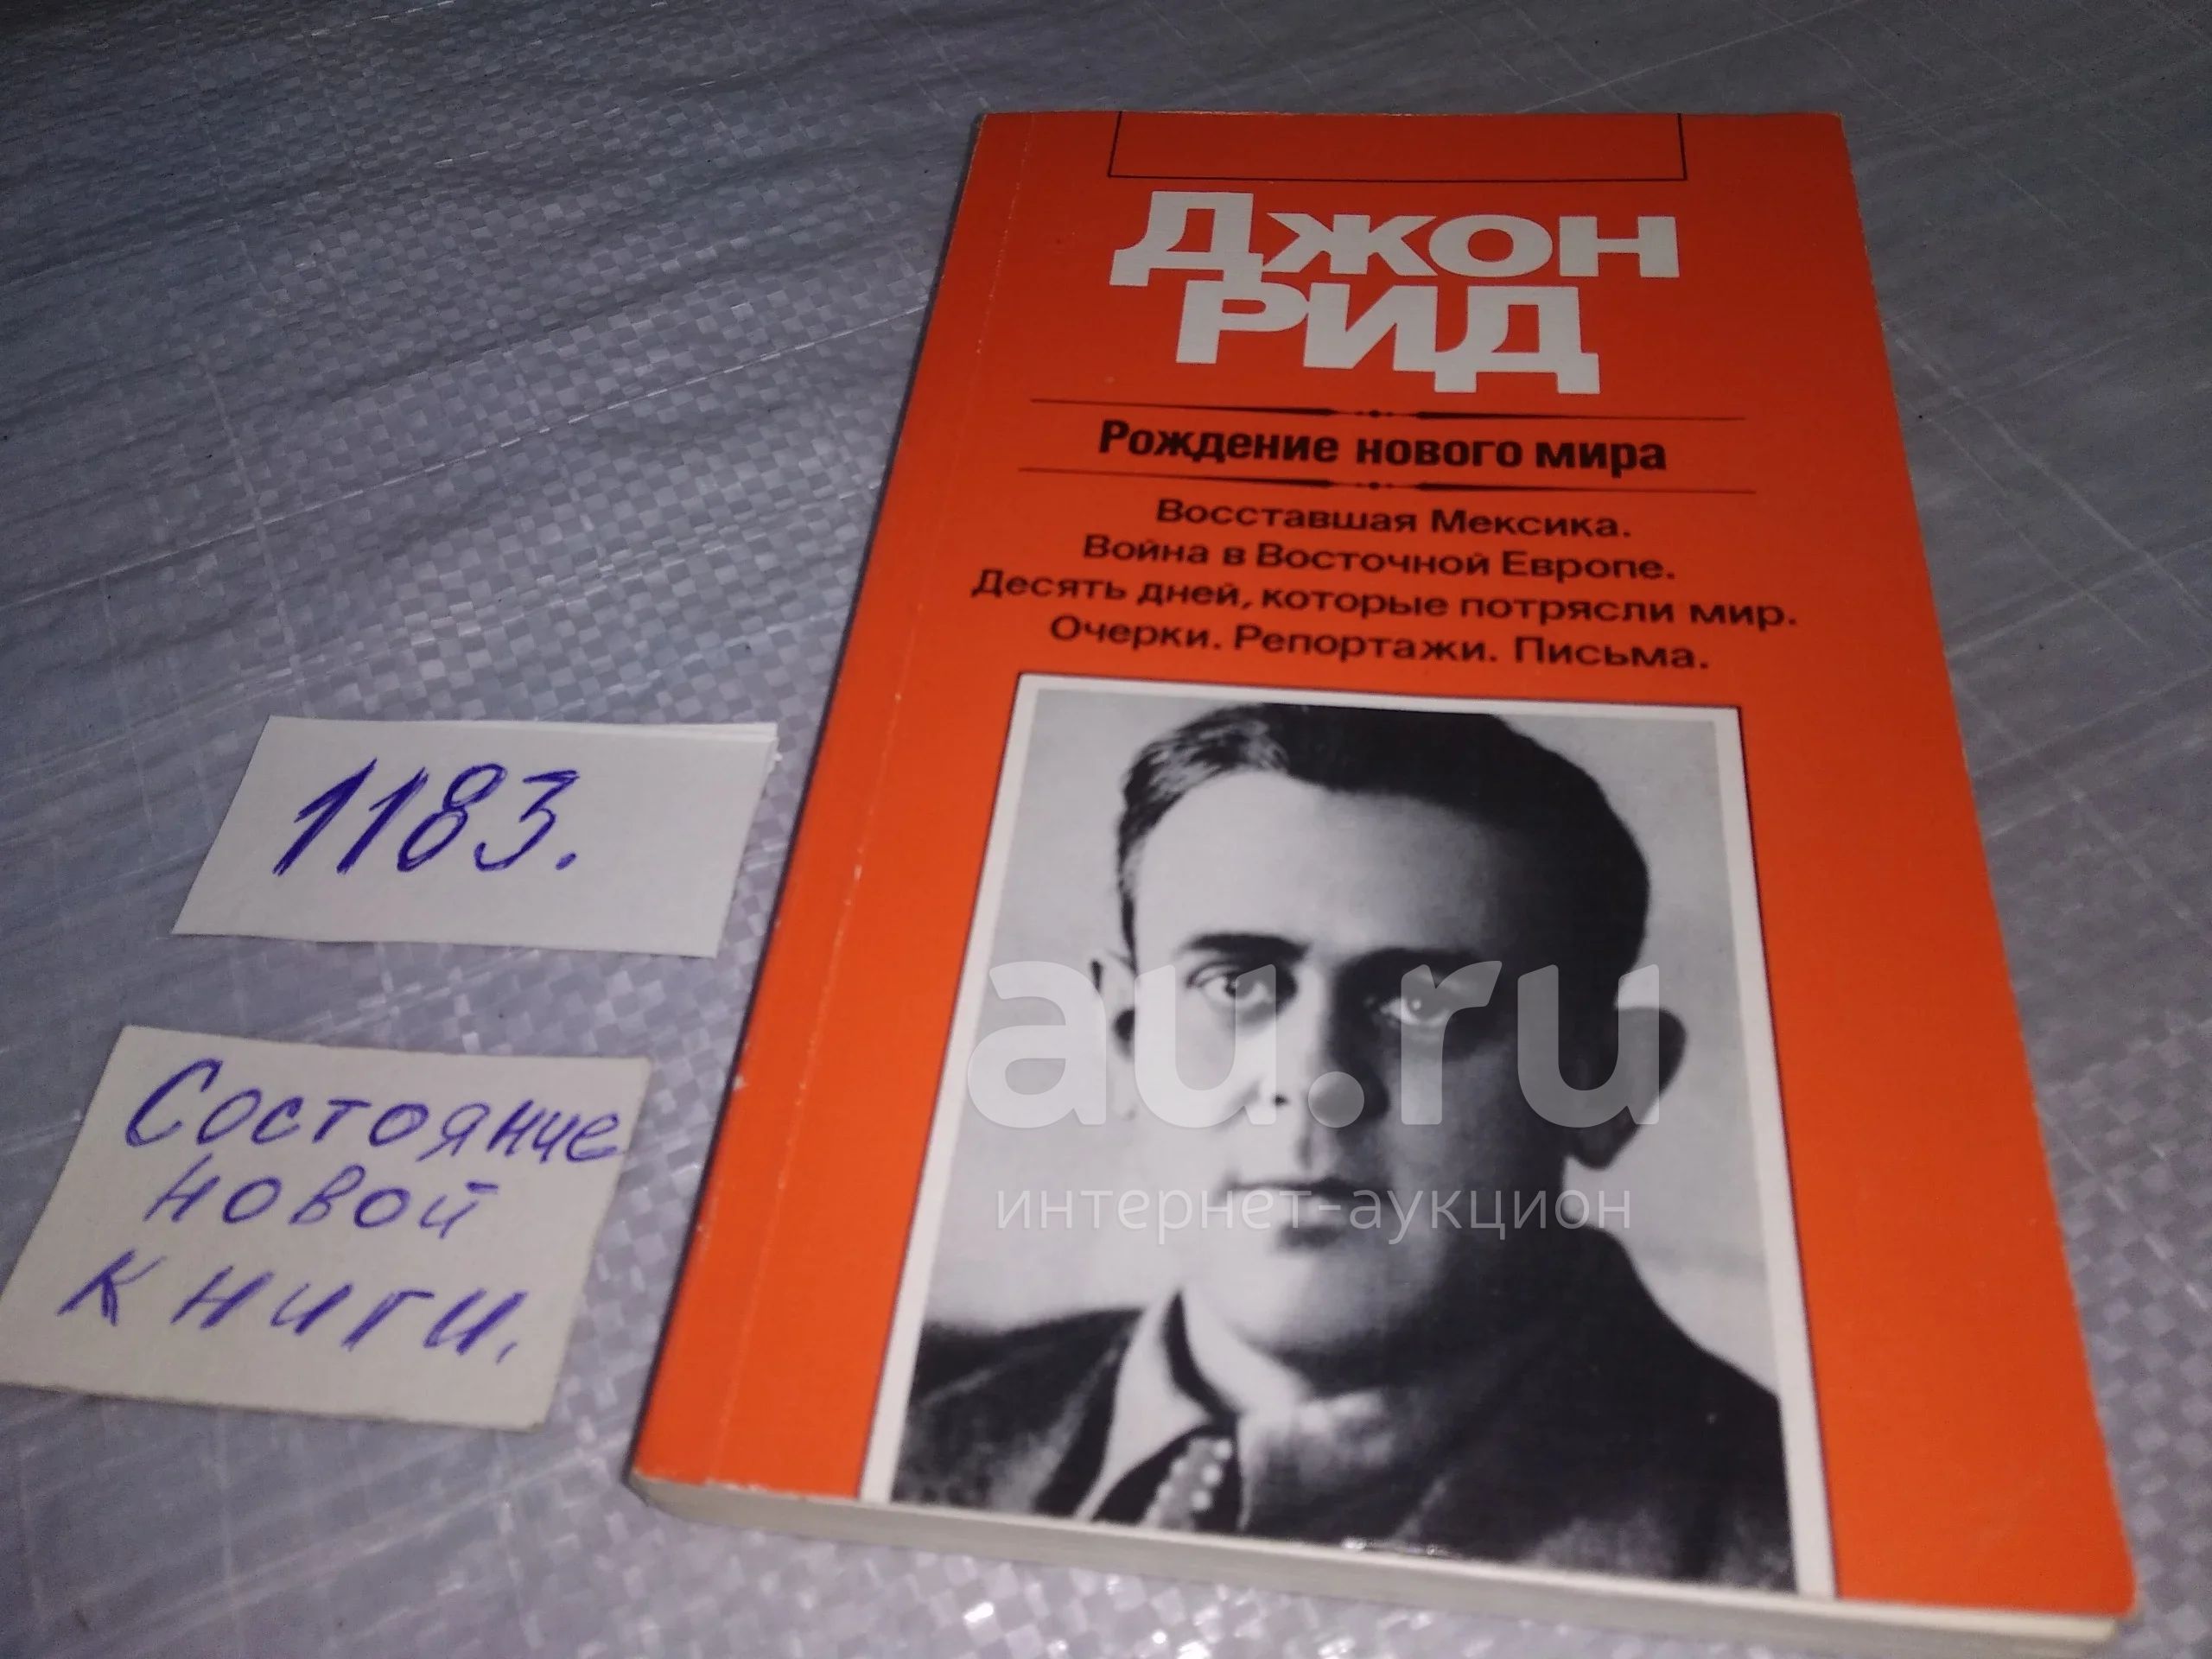 ДЖОН
РИД
Рождение нового мира
Восставшая Мексика.
Война в Восточной Европе.
Десять дней, которые потрясли мир.
Очерки. Репортажи. Письма.
1183.
Состояние
новой
книги.
au.ru
интернет-аукцион